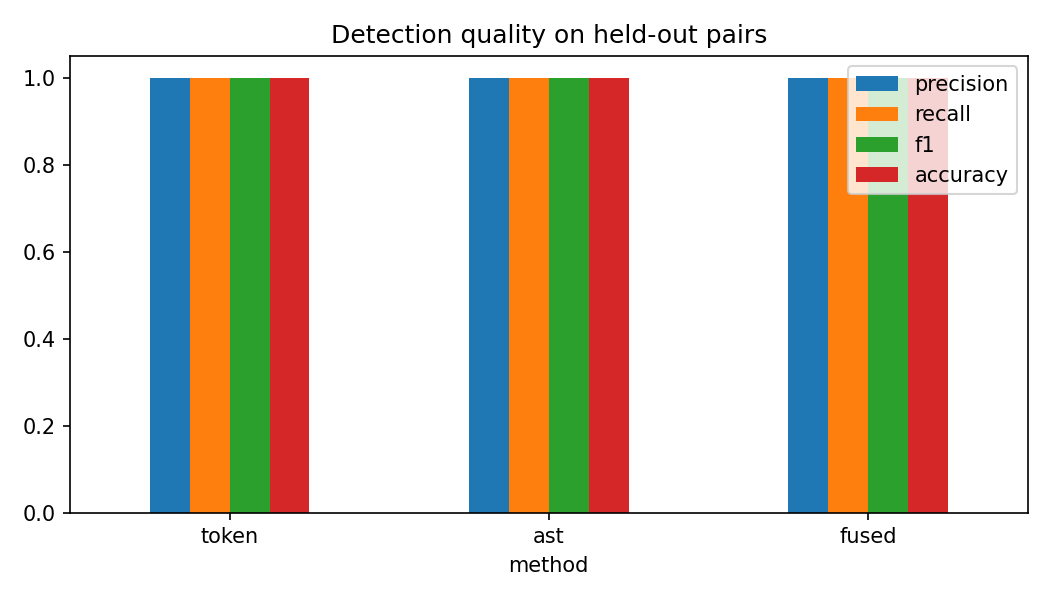 Detection quality on held-out pairs
1.0
0.8
0.6
0.4
0.2
0.0
precision
recall
f1
accuracy
token
ast
fused
method